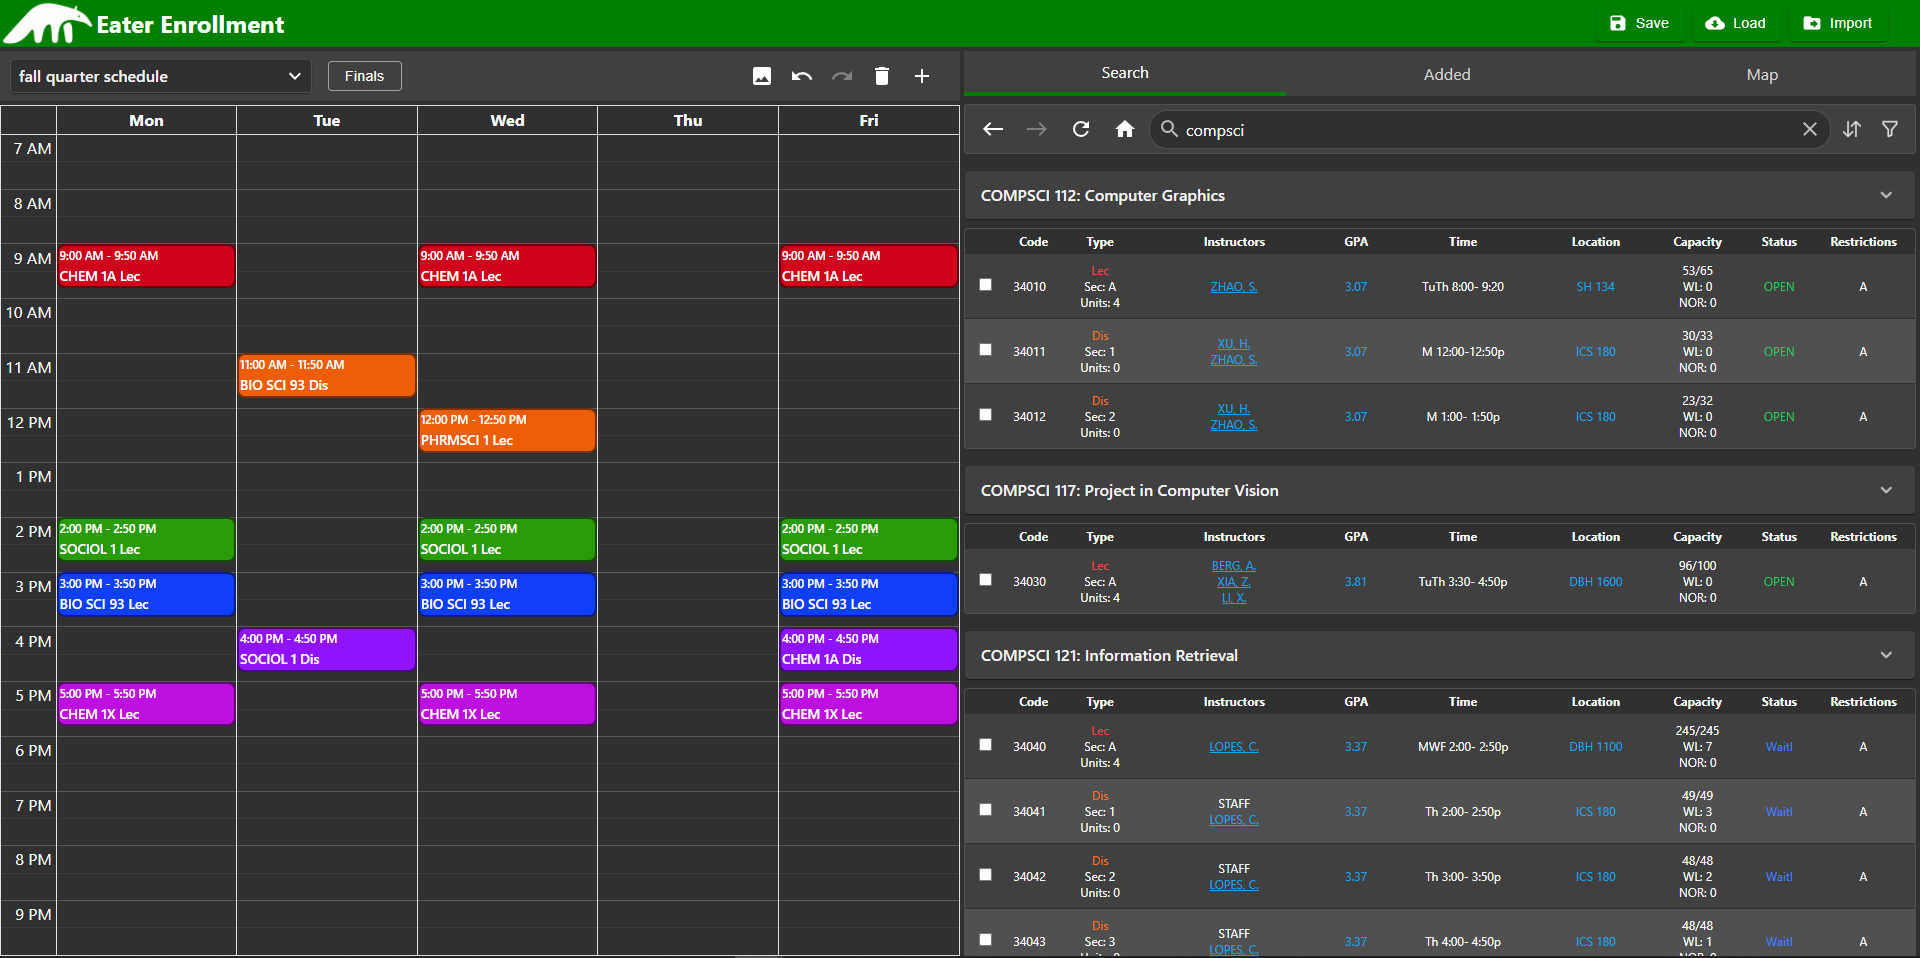 Eater Enrollment
Save
Load
Import
fall quarter schedule
Finals
Mon Tue Wed Thu Fri
7 AM
8 AM
9 AM
10 AM
11 AM
12 PM
1 PM
2 PM
3 PM
4 PM
5 PM
6 PM
7 PM
8 PM
9 PM
9:00 AM - 9:50 AM
CHEM 1A Lec
9:00 AM - 9:50 AM
CHEM 1A Lec
9:00 AM - 9:50 AM
CHEM 1A Lec
11:00 AM - 11:50 AM
BIO SCI 93 Dis
12:00 PM - 12:50 PM
PHRMSCI 1 Lec
2:00 PM - 2:50 PM
SOCIOL 1 Lec
2:00 PM - 2:50 PM
SOCIOL 1 Lec
2:00 PM - 2:50 PM
SOCIOL 1 Lec
3:00 PM - 3:50 PM
BIO SCI 93 Lec
3:00 PM - 3:50 PM
BIO SCI 93 Lec
3:00 PM - 3:50 PM
BIO SCI 93 Lec
4:00 PM - 4:50 PM
SOCIOL 1 Dis
4:00 PM - 4:50 PM
CHEM 1A Dis
5:00 PM - 5:50 PM
CHEM 1X Lec
5:00 PM - 5:50 PM
CHEM 1X Lec
5:00 PM - 5:50 PM
CHEM 1X Lec
Search
Added
Map
compsci
COMPSCI 112: Computer Graphics
Code Type Instructors GPA Time Location Capacity Status Restrictions
34010
Lec
Sec: A
Units: 4
ZHAO, S.
3.07
TuTh 8:00- 9:20
SH 134
53/65
WL: 0
NOR: 0
OPEN
A
34011
Dis
Sec: 1
Units: 0
XU, H.
ZHAO, S.
3.07
M 12:00-12:50p
ICS 180
30/33
WL: 0
NOR: 0
OPEN
A
34012
Dis
Sec: 2
Units: 0
XU, H.
ZHAO, S.
3.07
M 1:00- 1:50p
ICS 180
23/32
WL: 0
NOR: 0
OPEN
A
COMPSCI 117: Project in Computer Vision
Code Type Instructors GPA Time Location Capacity Status Restrictions
34030
Lec
Sec: A
Units: 4
BERG, A.
XIA, Z.
LI, X.
3.81
TuTh 3:30- 4:50p
DBH 1600
96/100
WL: 0
NOR: 0
OPEN
A
COMPSCI 121: Information Retrieval
Code Type Instructors GPA Time Location Capacity Status Restrictions
34040
Lec
Sec: A
Units: 4
LOPES, C.
3.37
MWF 2:00- 2:50p
DBH 1100
245/245
WL: 7
NOR: 0
Waitl
A
34041
Dis
Sec: 1
Units: 0
STAFF
LOPES, C.
3.37
Th 2:00- 2:50p
ICS 180
49/49
WL: 3
NOR: 0
Waitl
A
34042
Dis
Sec: 2
Units: 0
STAFF
LOPES, C.
3.37
Th 3:00- 3:50p
ICS 180
48/48
WL: 2
NOR: 0
Waitl
A
34043
Dis
Sec: 3
STAFF
LOPES, C.
3.37
Th 4:00- 4:50p
ICS 180
48/48
WL: 1
Waitl
A